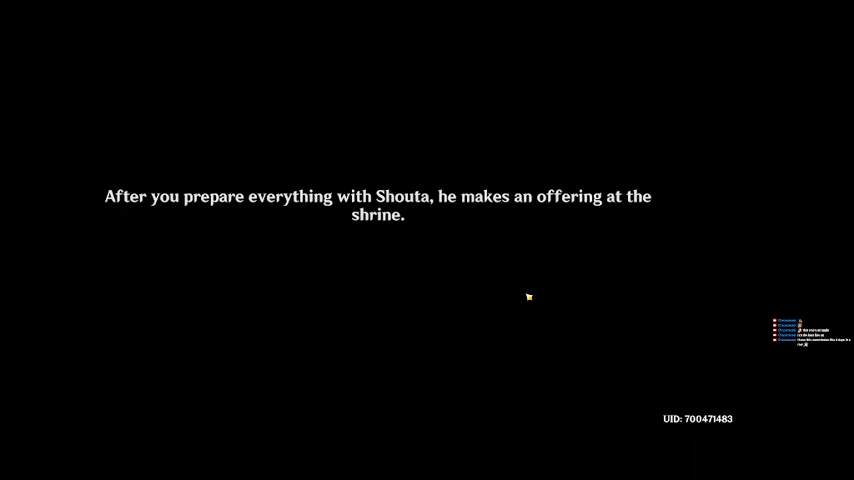 After you prepare everything with Shouta, he makes an offering at the
shrine.
UID: 700471483